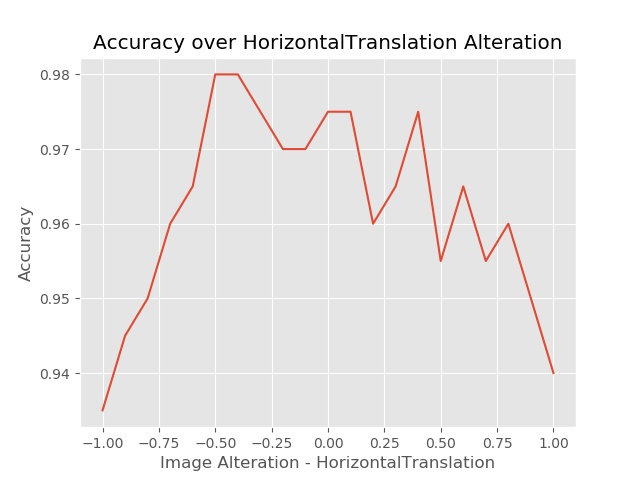 Accuracy over HorizontalTranslation Alteration
0.98
0.97
0.96
0.95
0.94
Accuracy
−1.00 −0.75 −0.50 −0.25 0.00 0.25 0.50 0.75 1.00
Image Alteration - HorizontalTranslation